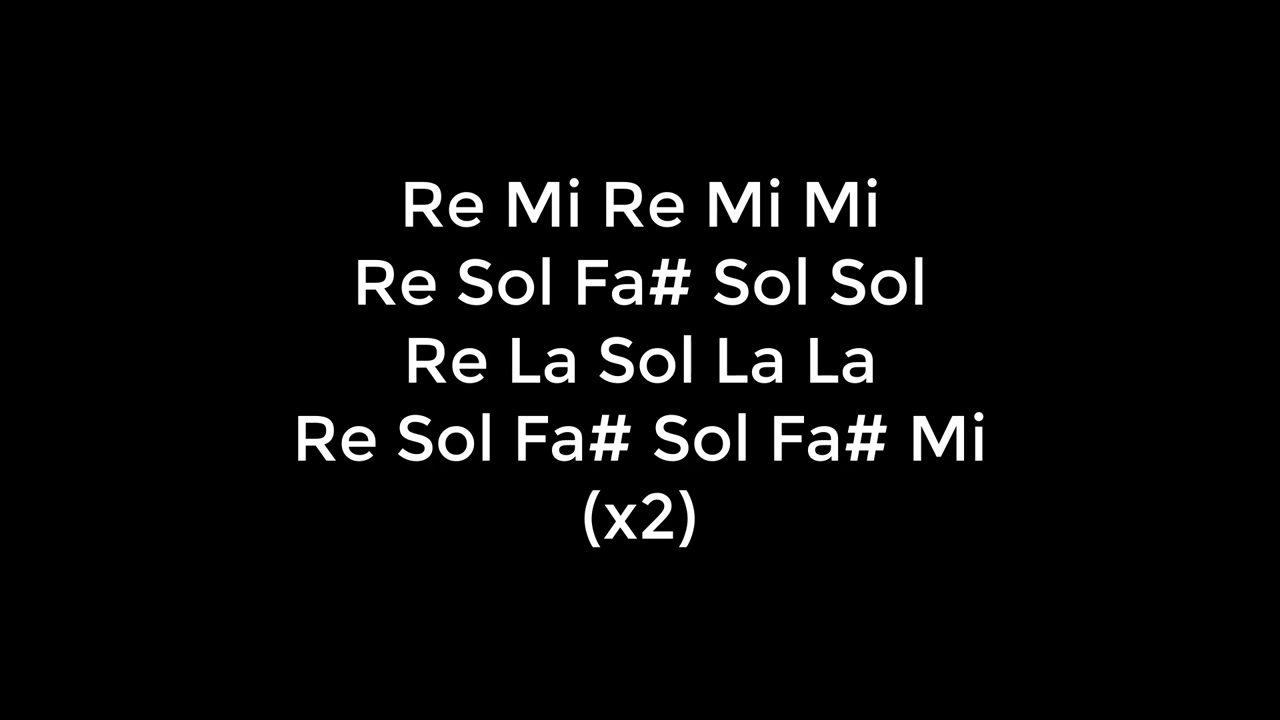 Re Mi Re Mi Mi
Re Sol Fa# Sol Sol
Re La Sol La La
Re Sol Fa# Sol Fa# Mi
(x2)